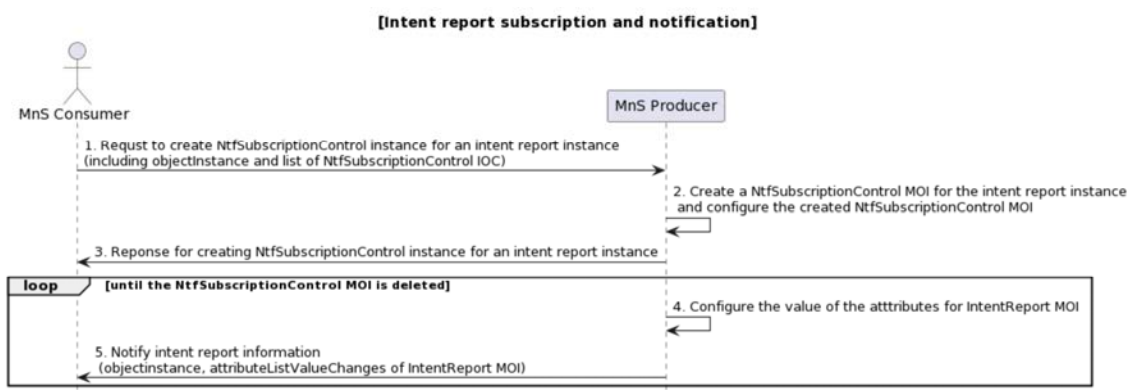 [Intent report subscription and notification]
MnS Consumer
MnS Producer
1. Requst to create NtfSubscriptionControl instance for an intent report instance
(including objectInstance and list of NtfSubscriptionControl IOC)
2. Create a NtfSubscriptionControl MOI for the intent report instance
and configure the created NtfSubscriptionControl MOI
3. Reponse for creating NtfSubscriptionControl instance for an intent report instance
loop
[until the NtfSubscriptionControl MOI is deleted]
4. Configure the value of the atttributes for IntentReport MOI
5. Notify intent report information
(objectinstance, attributeListValueChanges of IntentReport MOI)